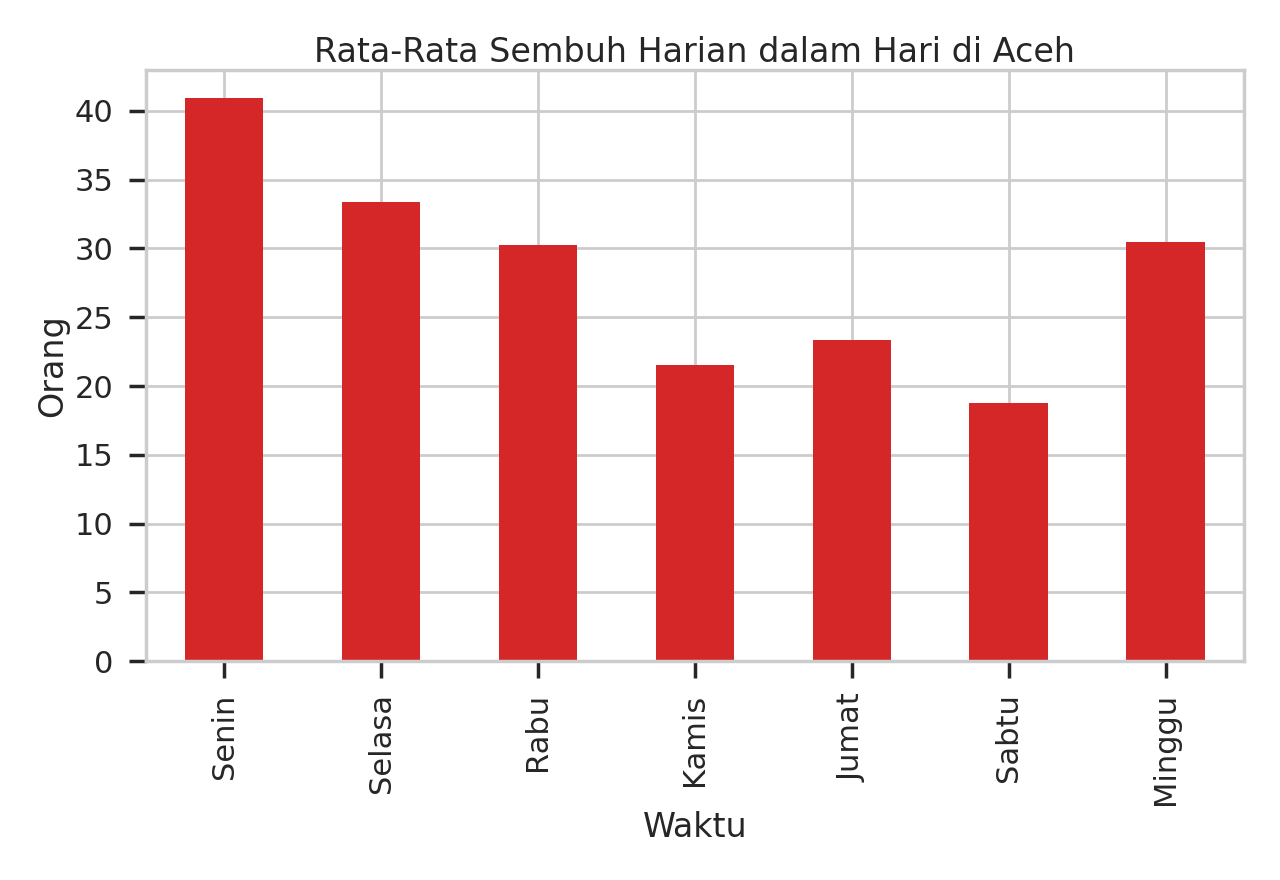 Rata-Rata Sembuh Harian dalam Hari di Aceh
Orang
40
35
30
25
20
15
10
5
0
Senin
Selasa
Rabu
Kamis
Jumat
Sabtu
Minggu
Waktu